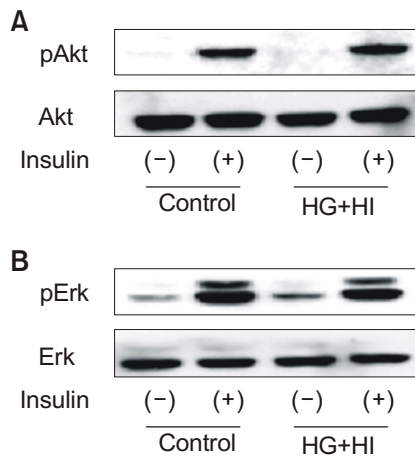 A
pAkt
Akt
Insulin (−) (+) (−) (+)
Control HG+HI
B
pErk
Erk
Insulin (−) (+) (−) (+)
Control HG+HI